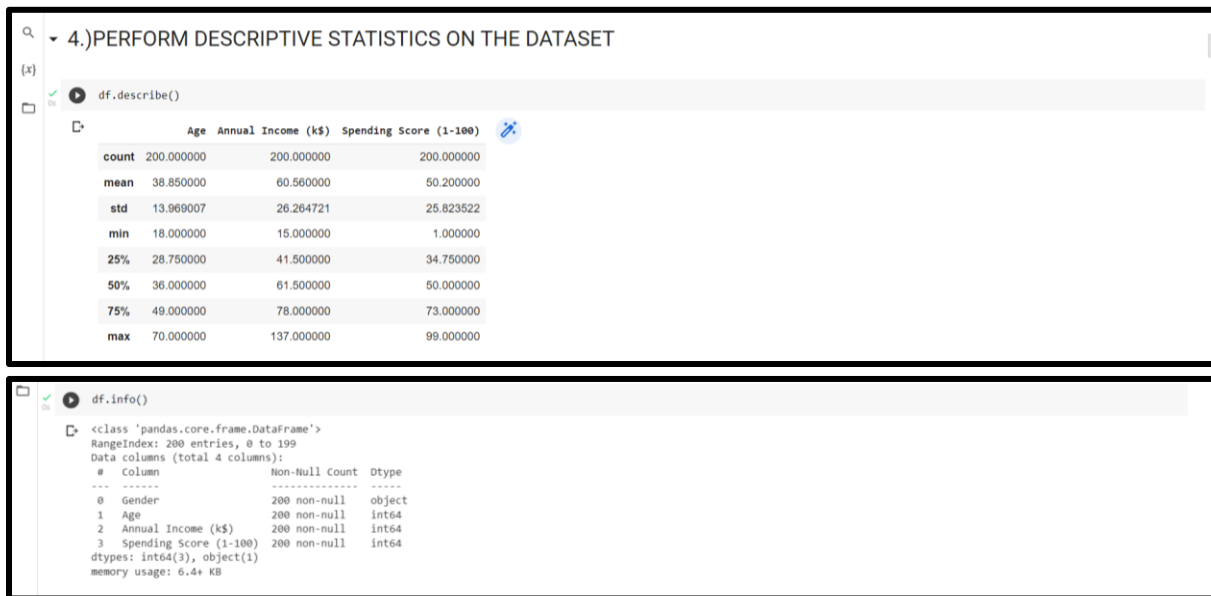 4.)PERFORM DESCRIPTIVE STATISTICS ON THE DATASET
{x}
0s
df.describe()
Age Annual Income (k$) Spending Score (1-100)
count 200.000000 200.000000 200.000000
mean 38.850000 60.560000 50.200000
std 13.969007 26.264721 25.823522
min 18.000000 15.000000 1.000000
25% 28.750000 41.500000 34.750000
50% 36.000000 61.500000 50.000000
75% 49.000000 78.000000 73.000000
max 70.000000 137.000000 99.000000
0s
df.info()
<class 'pandas.core.frame.DataFrame'>
RangeIndex: 200 entries, 0 to 199
Data columns (total 4 columns):
# Column Non-Null Count Dtype
--- ------ -------------- -----
0 Gender 200 non-null object
1 Age 200 non-null int64
2 Annual Income (k$) 200 non-null int64
3 Spending Score (1-100) 200 non-null int64
dtypes: int64(3), object(1)
memory usage: 6.4+ KB